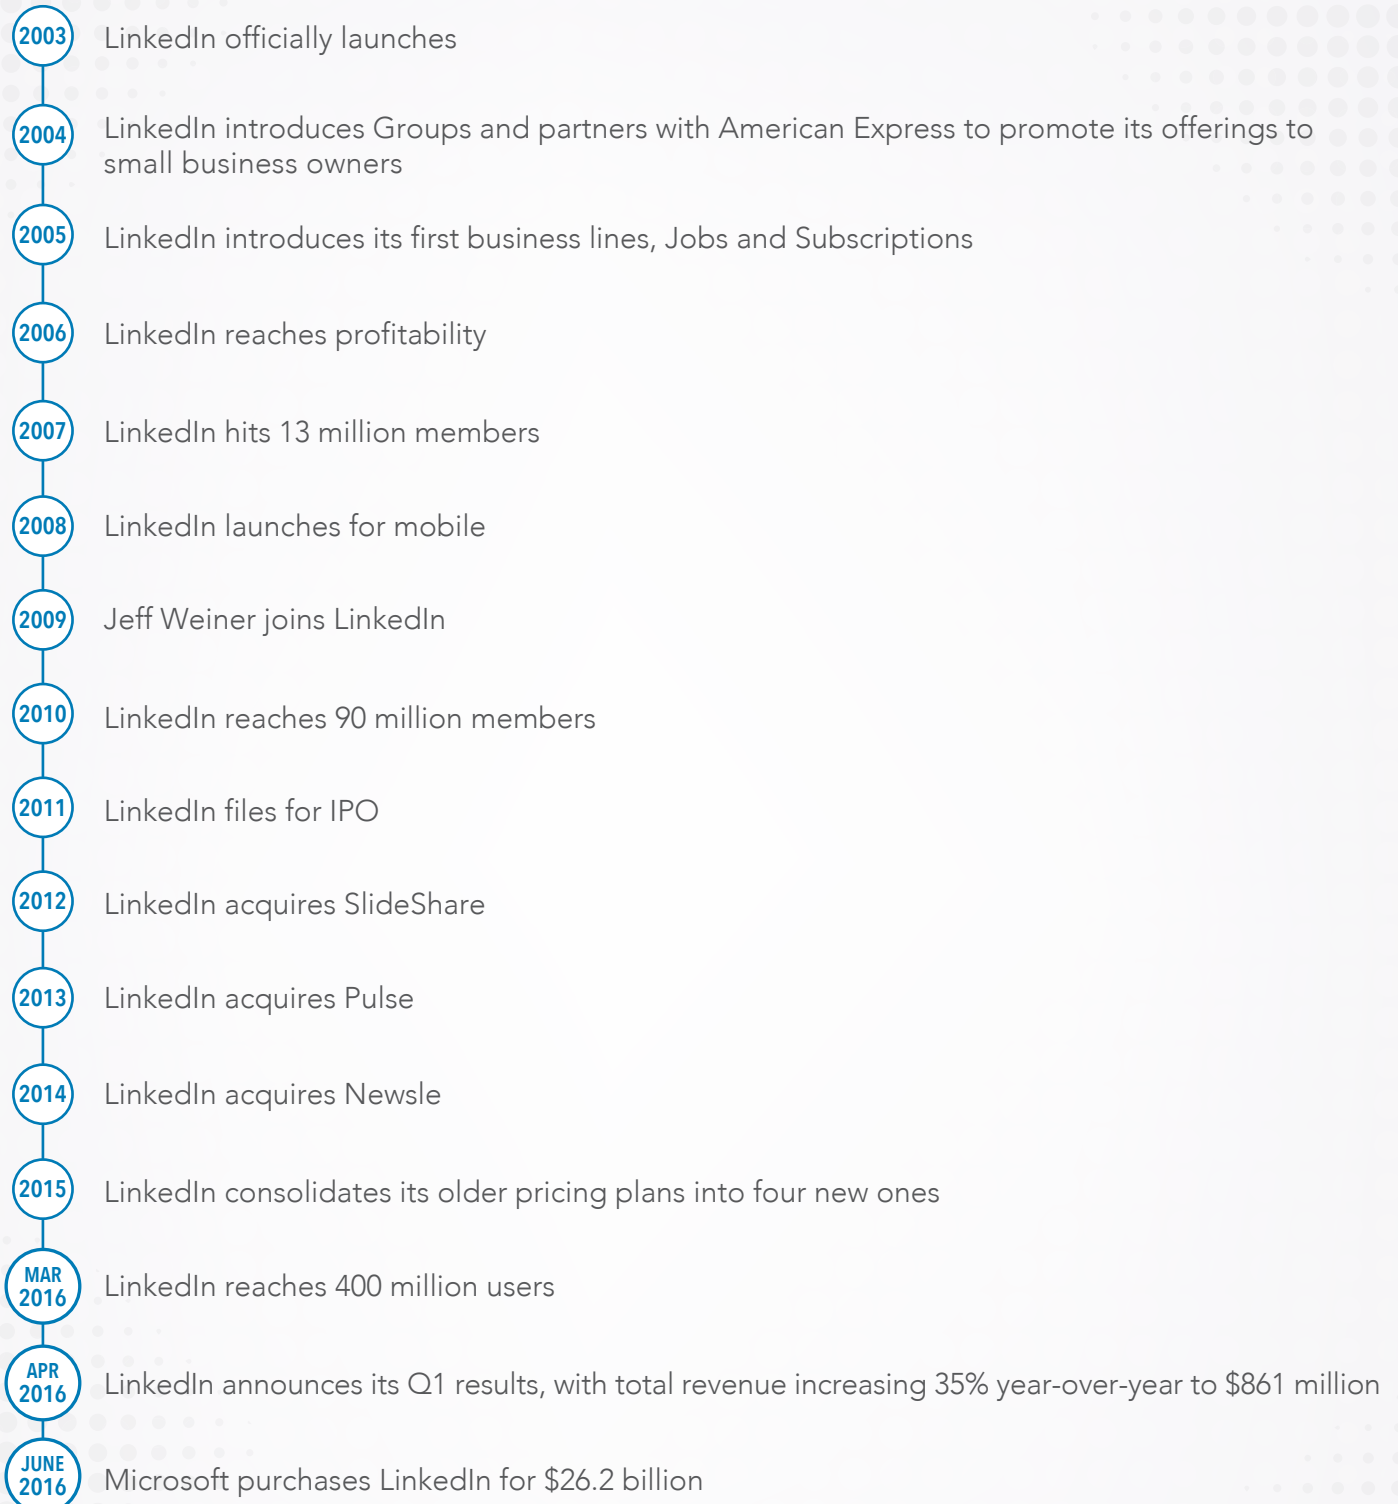 2003
LinkedIn officially launches
2004
LinkedIn introduces Groups and partners with American Express to promote its offerings to
small business owners
2005
LinkedIn introduces its first business lines, Jobs and Subscriptions
2006
LinkedIn reaches profitability
2007
LinkedIn hits 13 million members
2008
LinkedIn launches for mobile
2009
Jeff Weiner joins LinkedIn
2010
LinkedIn reaches 90 million members
2011
LinkedIn files for IPO
2012
LinkedIn acquires SlideShare
2013
LinkedIn acquires Pulse
2014
LinkedIn acquires Newsle
2015
LinkedIn consolidates its older pricing plans into four new ones
MAR
2016
LinkedIn reaches 400 million users
APR
2016
LinkedIn announces its Q1 results, with total revenue increasing 35% year-over-year to $861 million
JUNE
2016
Microsoft purchases LinkedIn for $26.2 billion